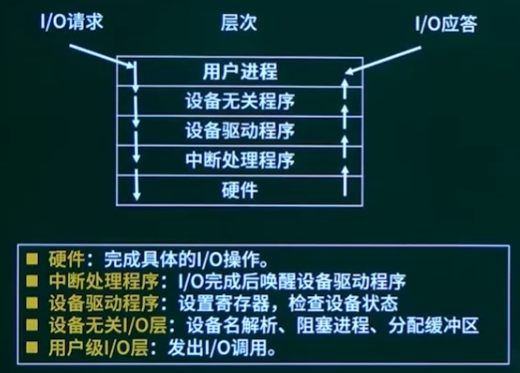 I/O请求 层次 I/O应答
用户进程
设备无关程序
设备驱动程序
中断处理程序
硬件
硬件：完成具体的I/O操作。
中断处理程序：I/O完成后唤醒设备驱动程序
设备驱动程序：设置寄存器，检查设备状态
设备无关I/O层：设备名解析、阻塞进程、分配缓冲区
用户级I/O层：发出I/O调用。